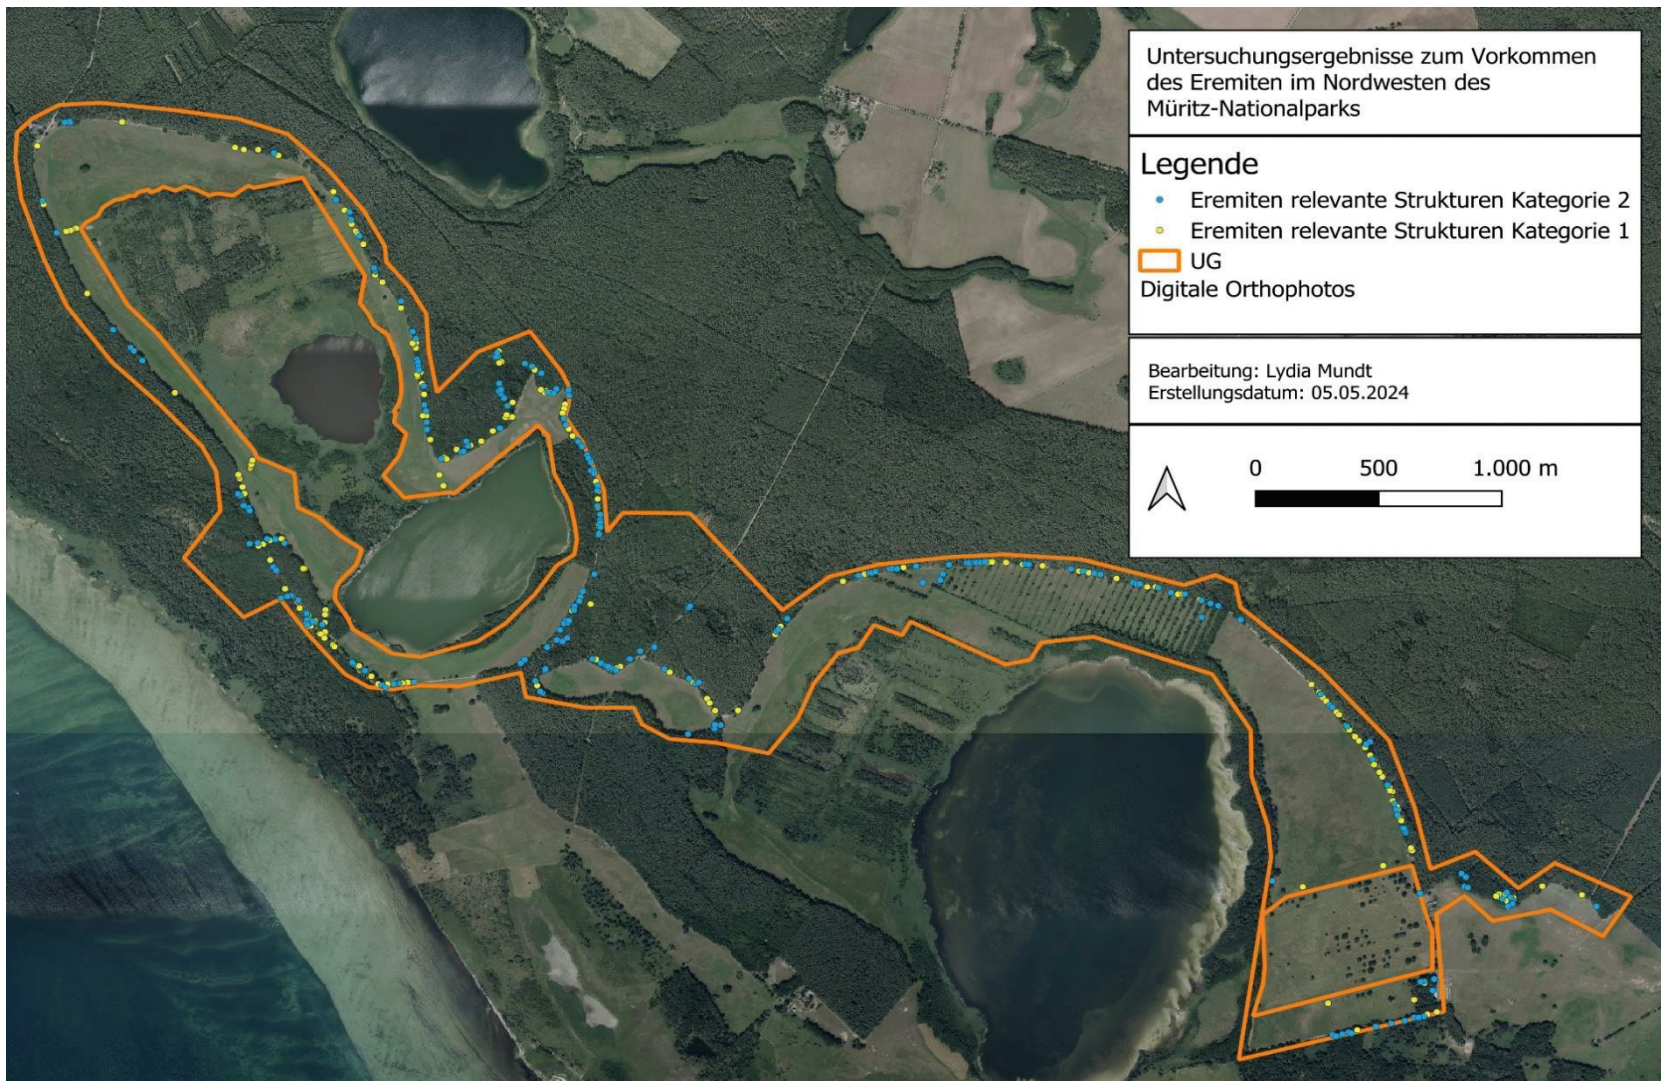 Untersuchungsergebnisse zum Vorkommen
des Eremiten im Nordwesten des
Müritz-Nationalparks
Legende
Eremiten relevante Strukturen Kategorie 2
Eremiten relevante Strukturen Kategorie 1
UG
Digitale Orthophotos
Bearbeitung: Lydia Mundt
Erstellungsdatum: 05.05.2024
0 500 1.000 m